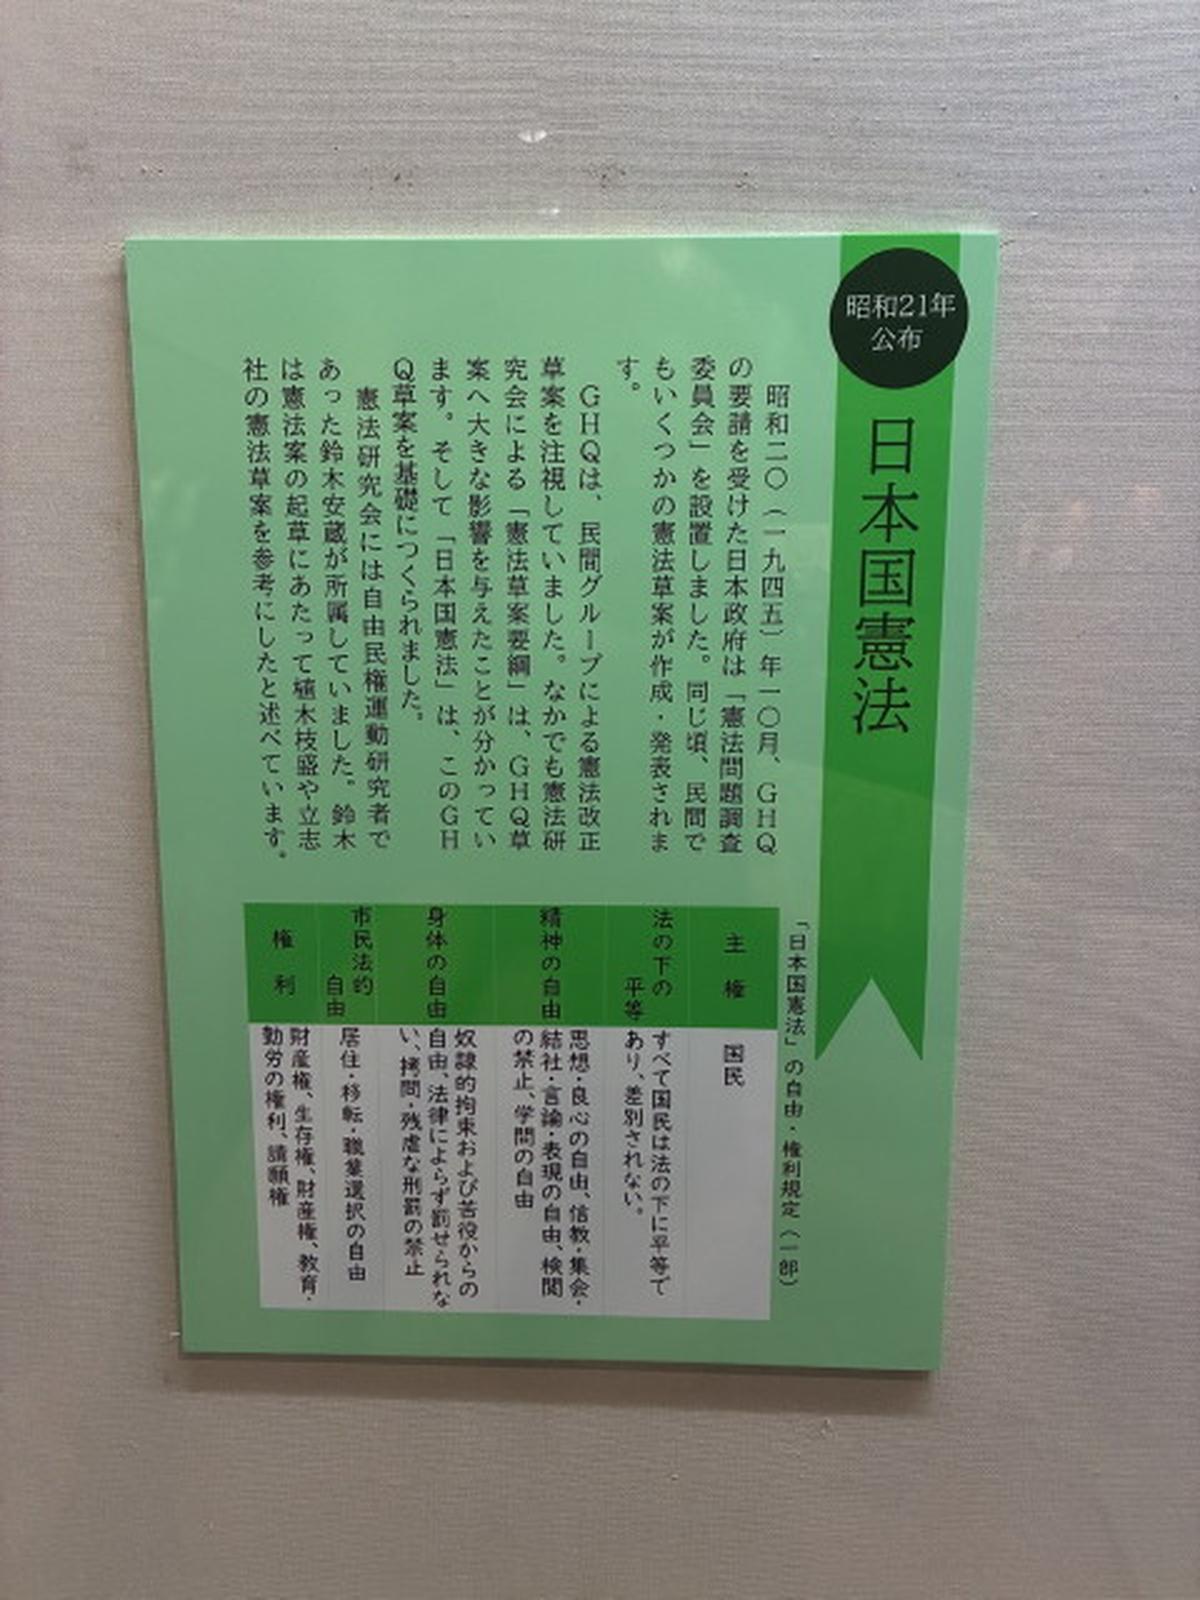 昭和21年
公布
日本国憲法
昭和二〇（一九四五）年一〇月、ＧＨＱ
の要請を受けた日本政府は「憲法問題調査
委員会」を設置しました。同じ頃、民間で
もいくつかの憲法草案が作成・発表されま
す。
ＧＨＱは、民間グループによる憲法改正
草案を注視していました。なかでも憲法研
究会による「憲法草案要綱」は、ＧＨＱ草
案へ大きな影響を与えたことが分かってい
ます。そして「日本国憲法」は、このＧＨ
Ｑ草案を基礎につくられました。
憲法研究会には自由民権運動研究者で
あった鈴木安蔵が所属していました。鈴木
は憲法案の起草にあたって植木枝盛や立志
社の憲法草案を参考にしたと述べています。
「日本国憲法」の自由・権利規定（一部）
主権
国民
法の下の
平等
すべて国民は法の下に平等で
あり、差別されない。
精神の自由
思想・良心の自由、信教・集会・
結社・言論・表現の自由、検閲
の禁止、学問の自由
身体の自由
奴隷的拘束および苦役からの
自由、法律によらず罰せられな
い、拷問・残虐な刑罰の禁止
市民法的
自由
居住・移転・職業選択の自由
権利
財産権、生存権、財産権、教育・
勤労の権利、請願権